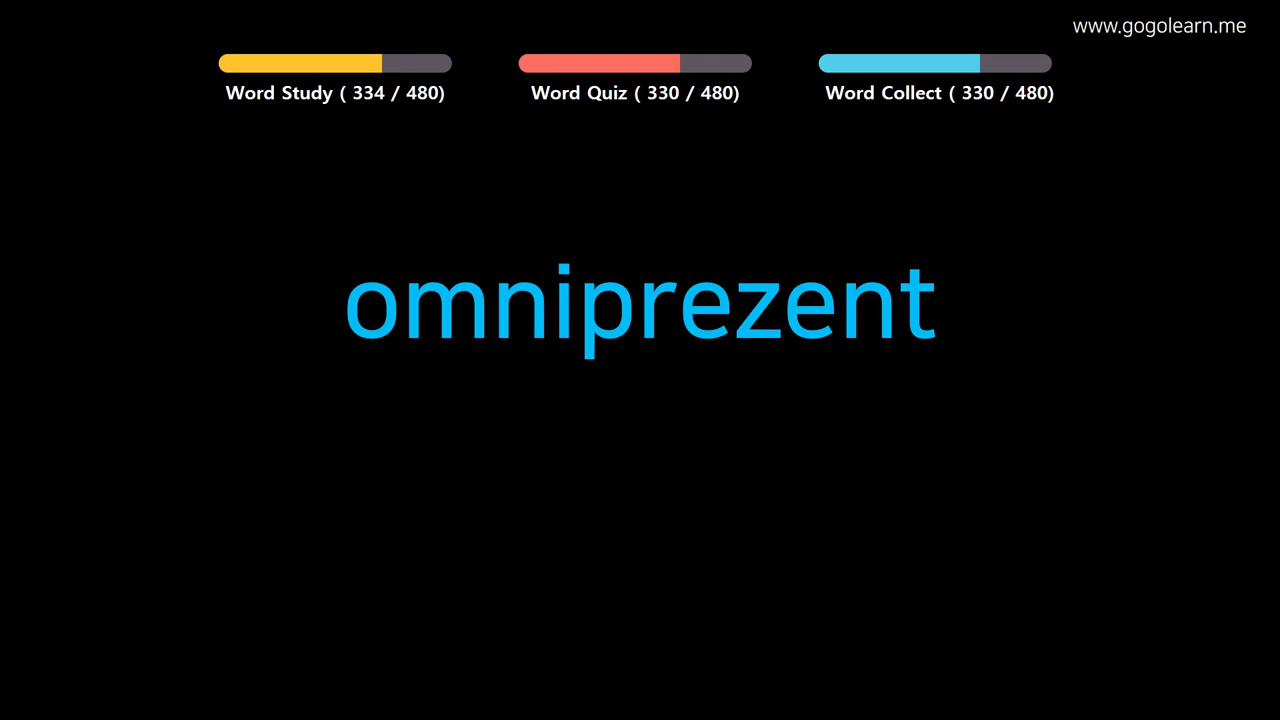 www.gogolearn.me
Word Study ( 334 / 480)
Word Quiz ( 330 / 480)
Word Collect ( 330 / 480)
omniprezent